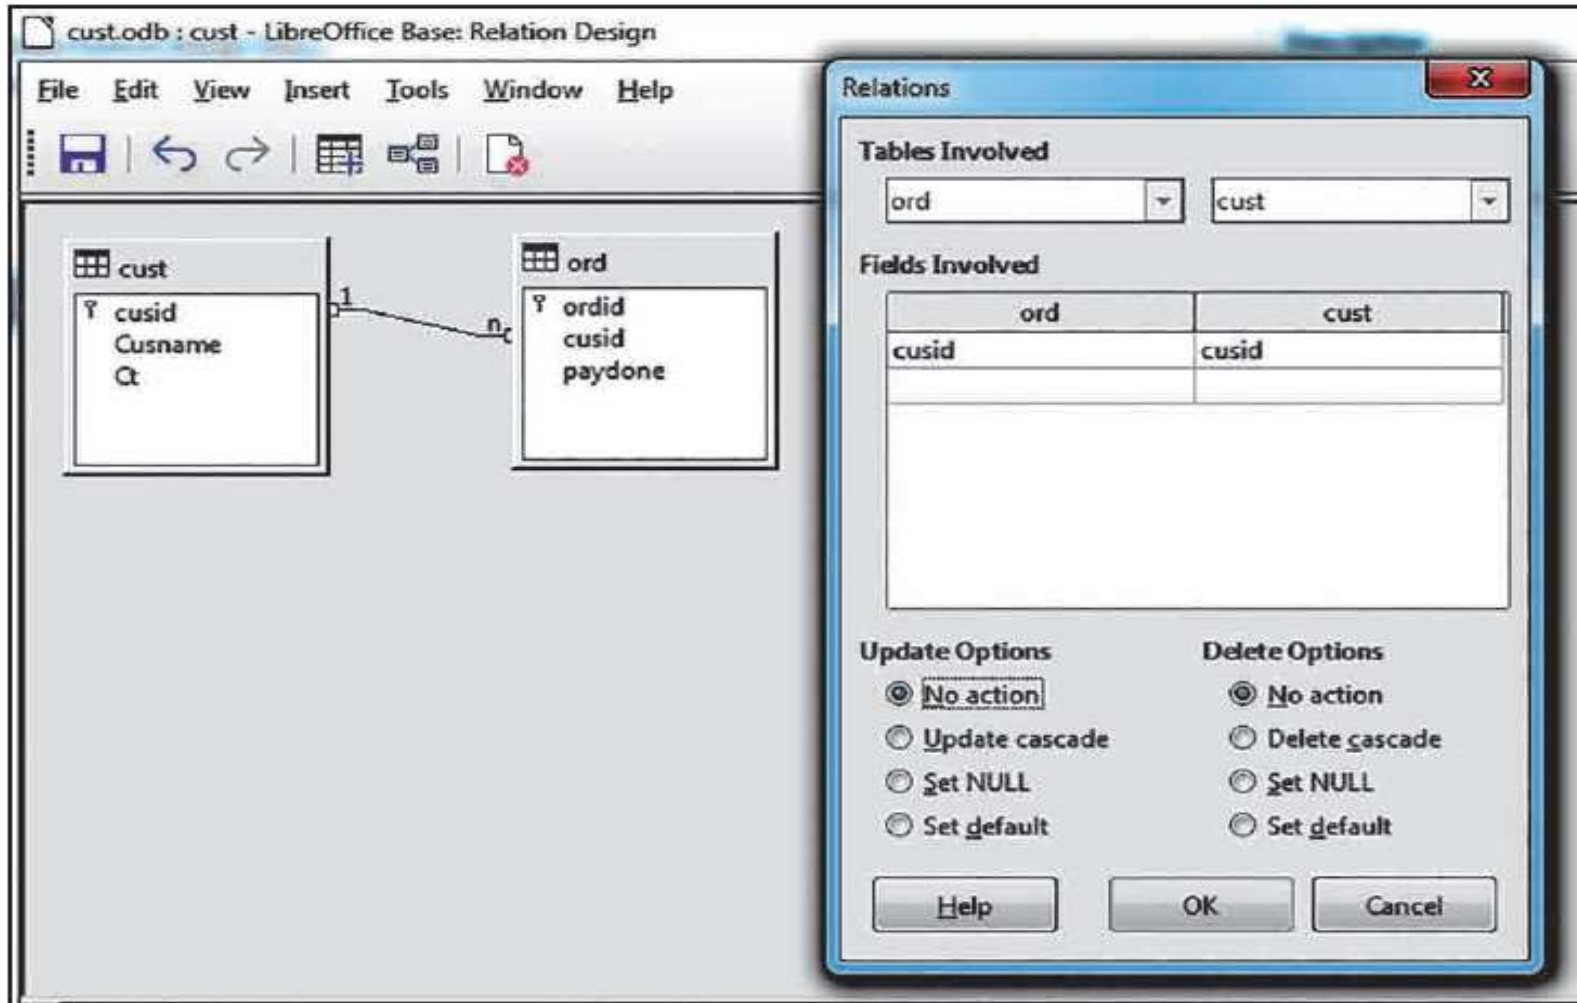 cust.odb : cust - LibreOffice Base: Relation Design
File Edit View Insert Tools Window Help
cust
cusid
Cusname
Ct
1
n
ord
ordid
cusid
paydone
Relations
Tables Involved
ord cust
Fields Involved
ord cust
cusid cusid
Update Options
No action
Update cascade
Set NULL
Set default
Delete Options
No action
Delete cascade
Set NULL
Set default
Help OK Cancel